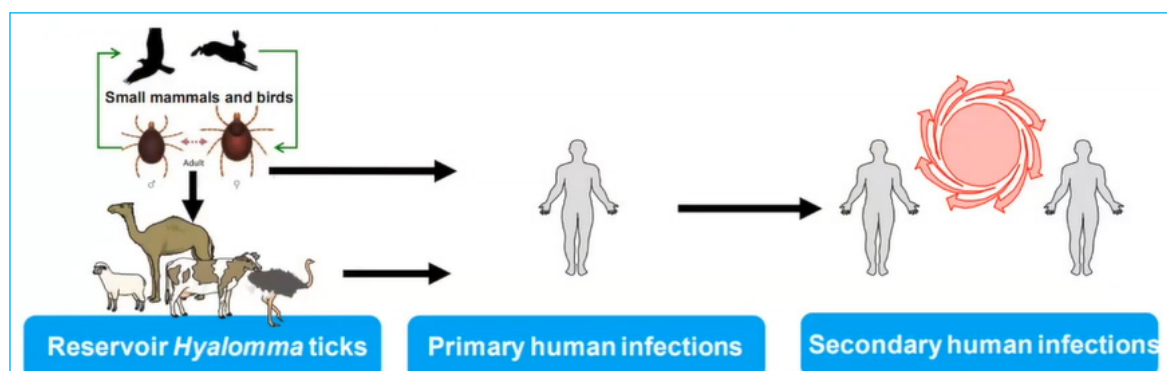 Small mammals and birds
Adult
♂ ♀
Reservoir Hyalomma ticks
Primary human infections
Secondary human infections